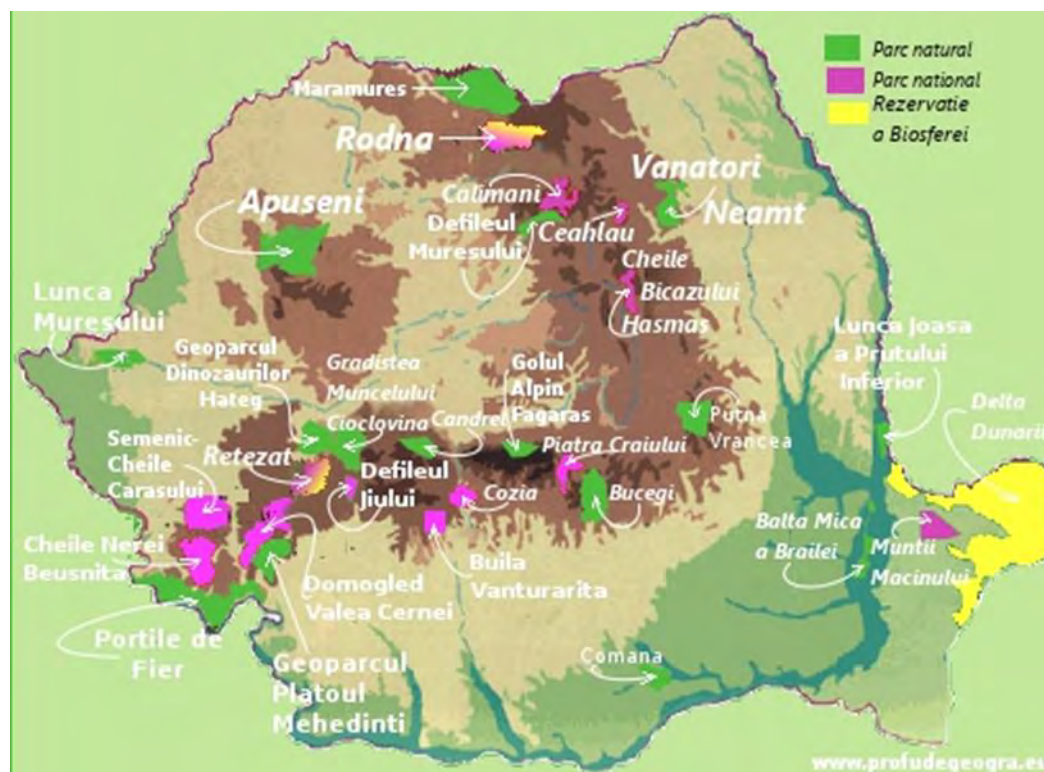 Parc natural
Parc national
Rezervatie
a Biosferei
Maramures
Rodna
Vanatori
Neamt
Apuseni
Calimani
Defileul
Muresului
Ceahlau
Cheile
Bicazului
Hasmas
Lunca
Muresului
Lunca Joasa
a Prutului
Inferior
Geoparcul
Dinozaurilor
Hateg
Gradistea
Muncelului
Cioclovina
Golul
Alpin
Fagaras
Candrel
Piatra Craiului
Putna
Vrancea
Delta
Dunarii
Semenic-
Cheile
Carasului
Retezat
Defileul
Jiului
Cozia
Bucegi
Balta Mica
a Brailei
Muntii
Macinului
Cheile Nerei
Beusnita
Domogled
Valea Cernei
Buila
Vanturarita
Portile de
Fier
Geoparcul
Platoul
Mehedinti
Comana
www.profudegeogra.eu